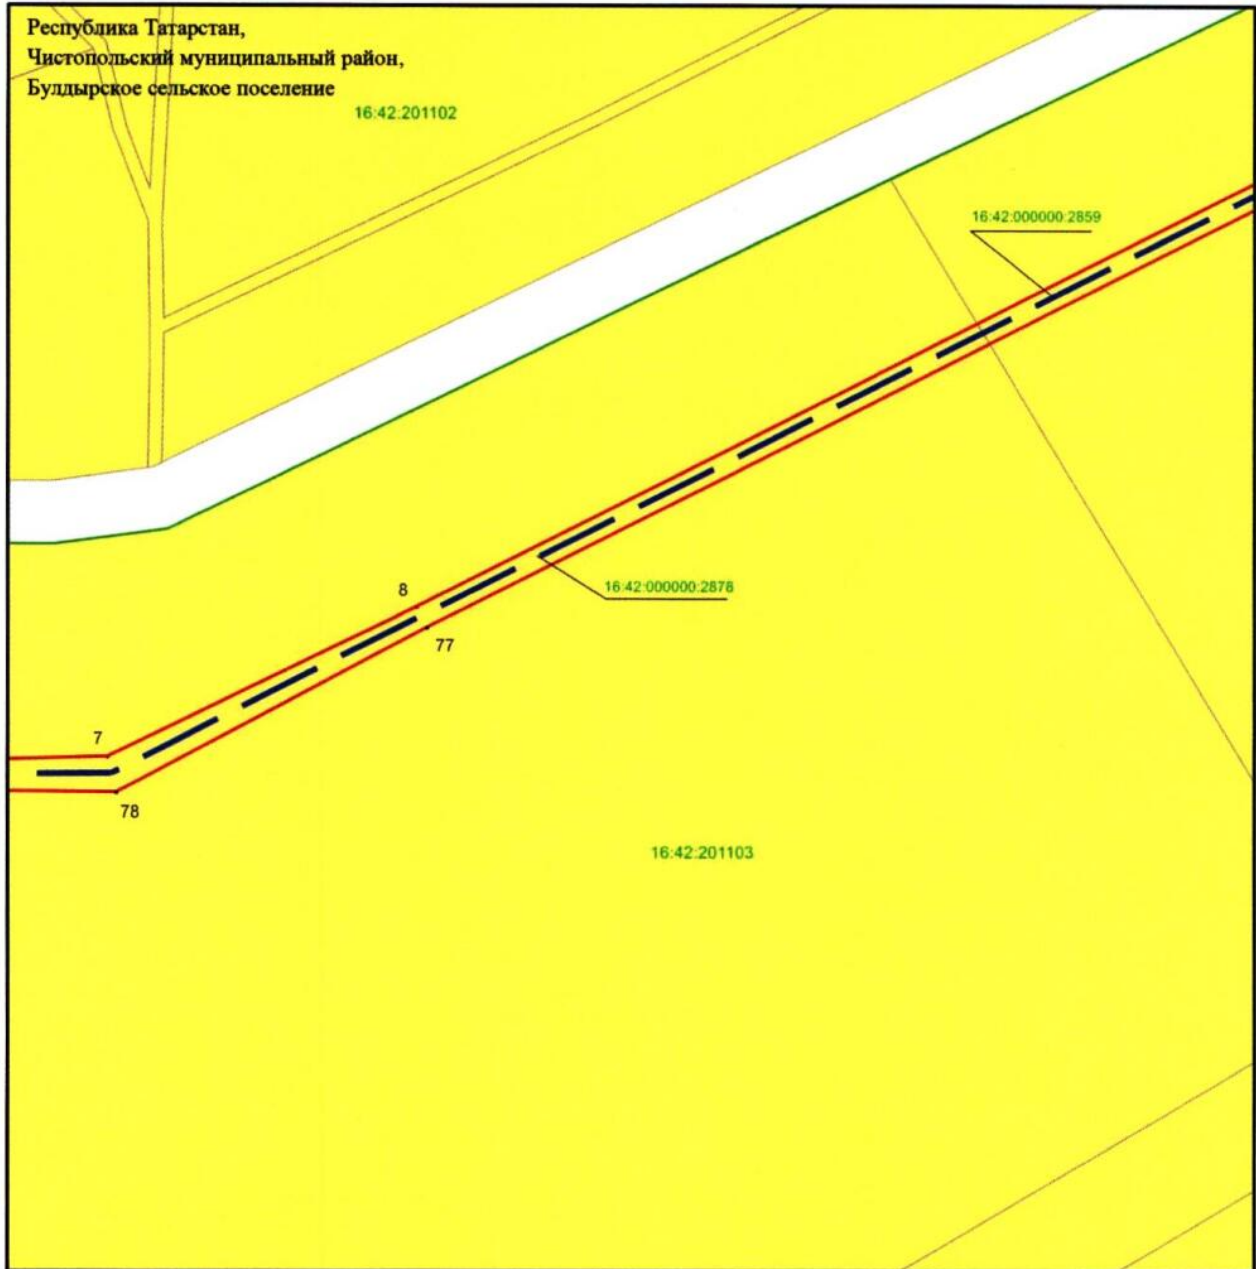 Республика Татарстан,
Чистопольский муниципальный район,
Булдырское сельское поселение
16:42:201102
16:42:000000:2859
16:42:000000:2878
8
77
7
78
16:42:201103